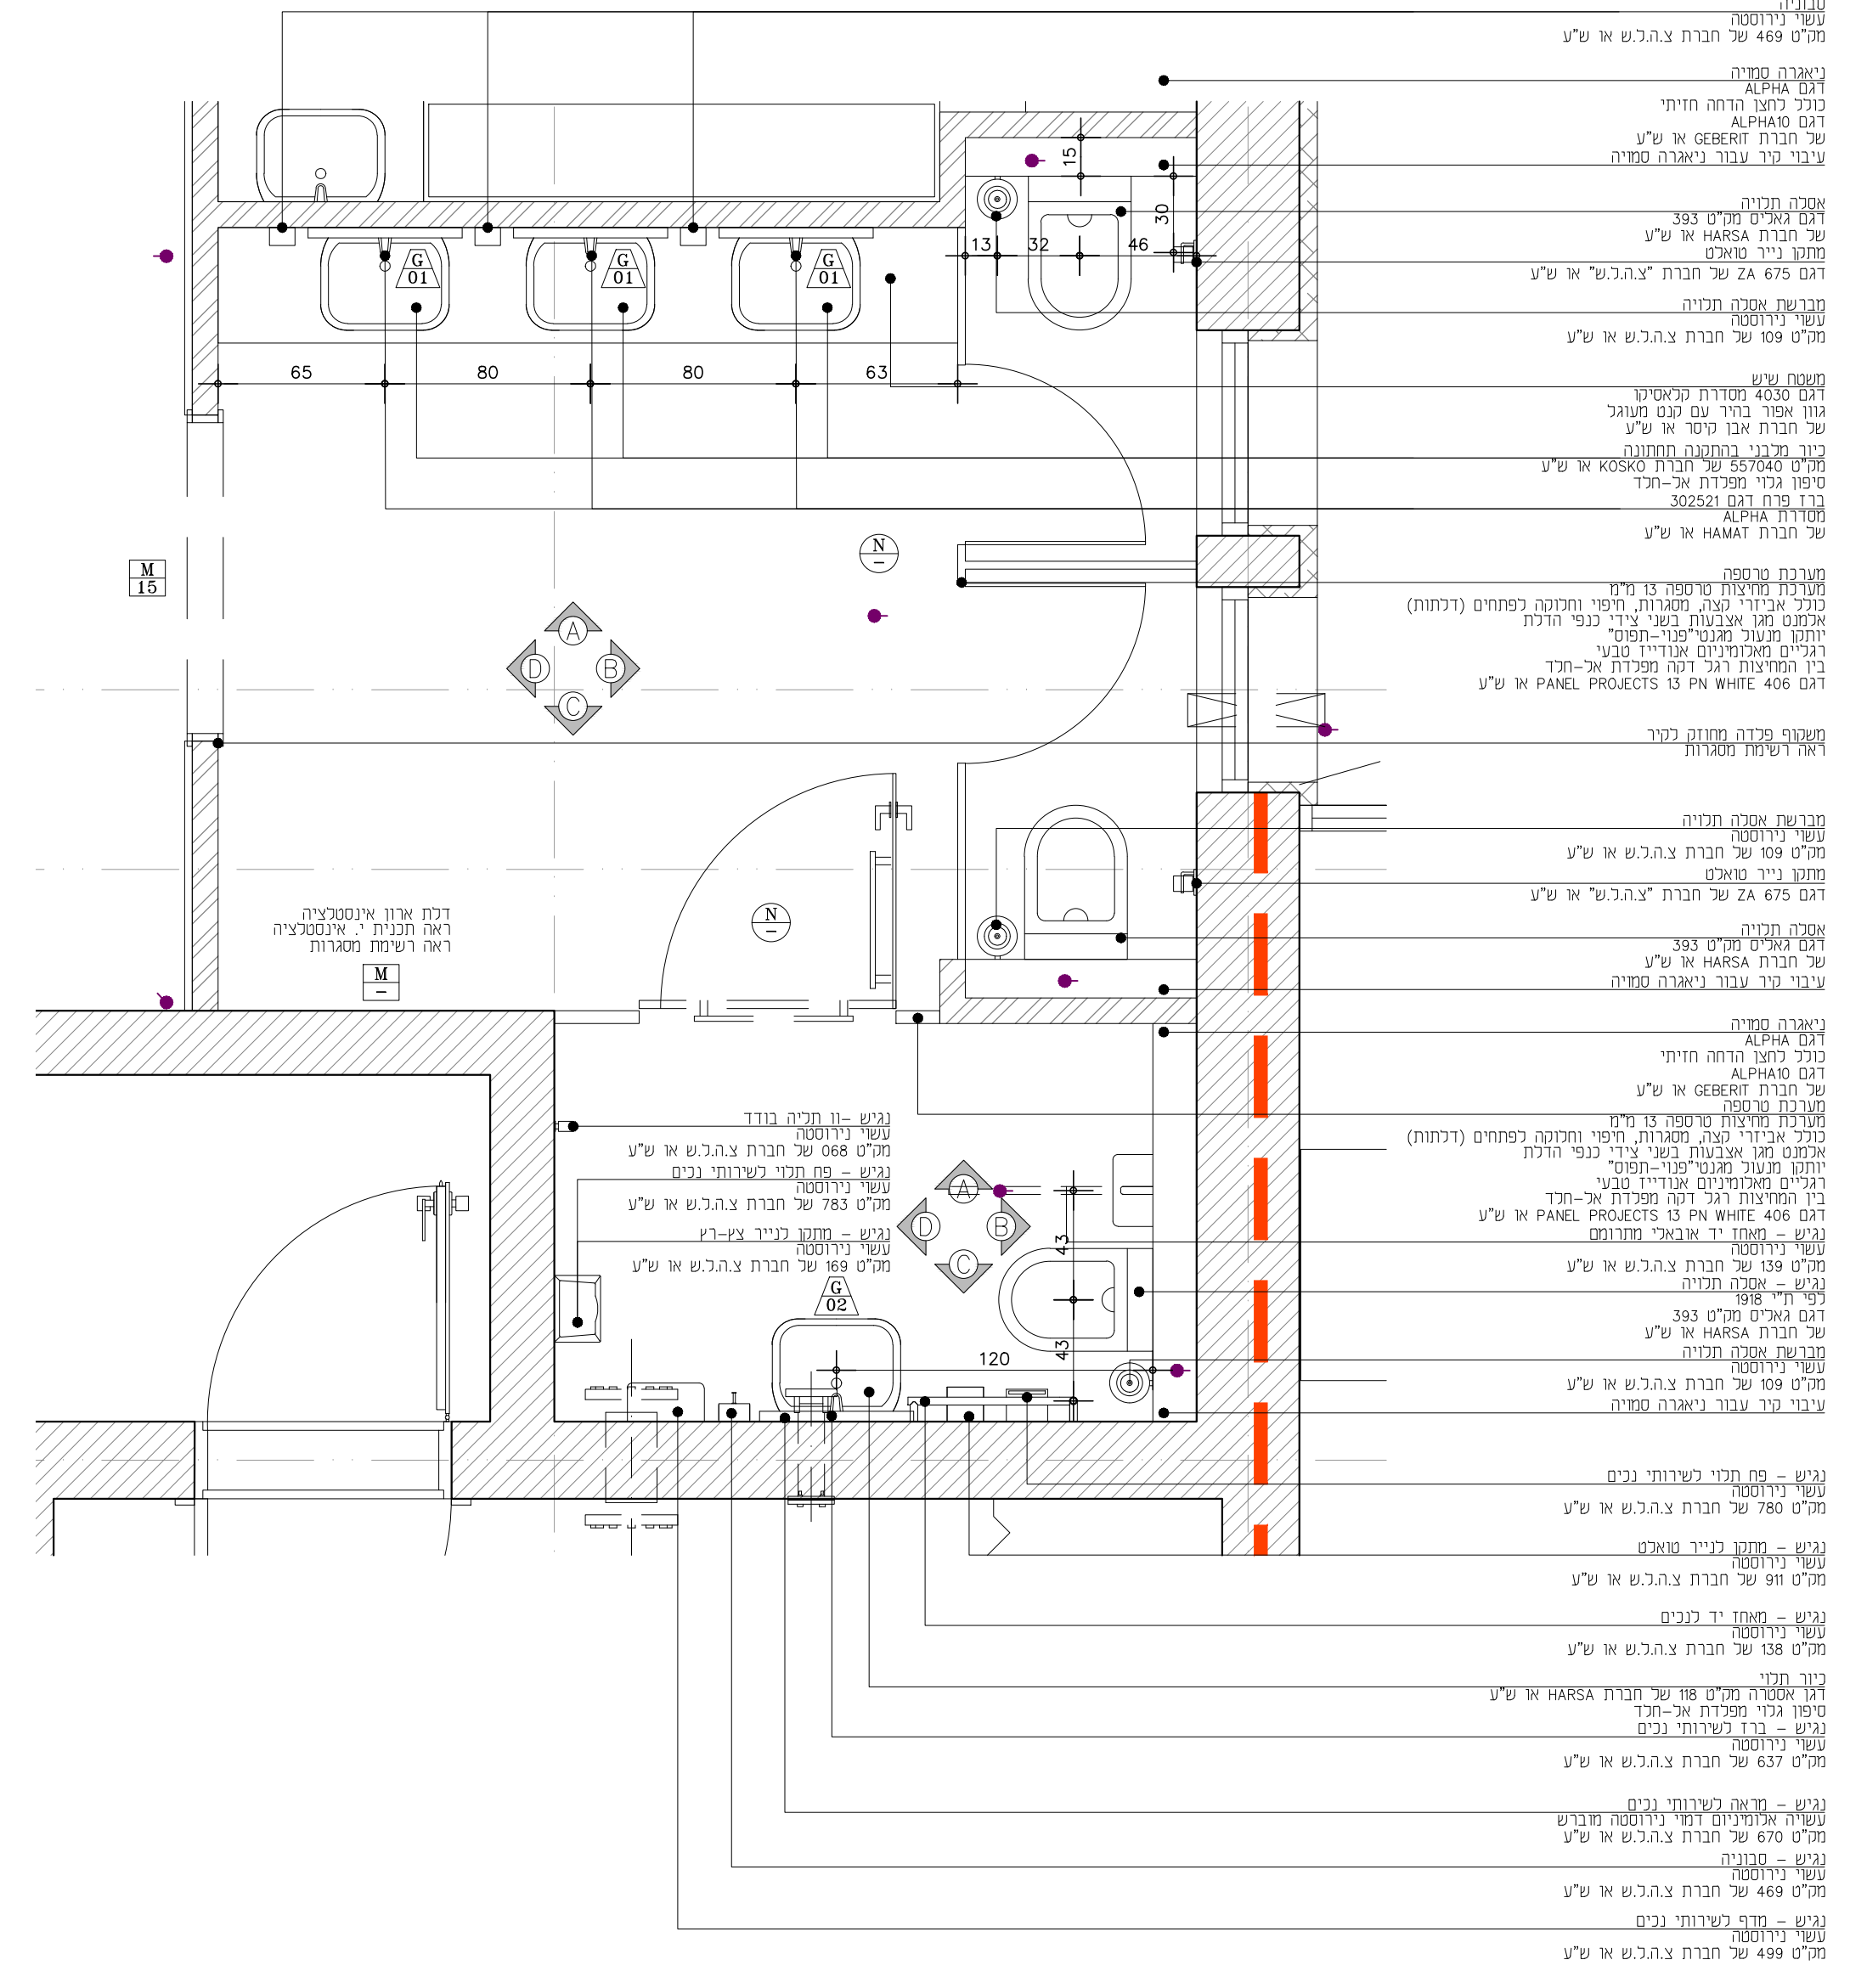 סבוניה
עשוי נירוסטה
מק"ט 469 של חברת צ.ה.ל.ש או ש"ע
ניאגרה סמויה
דגם ALPHA
כולל לחצן הדחה חזיתי
דגם ALPHA10
של חברת GEBERIT או ש"ע
עיבוי קיר עבור ניאגרה סמויה
אסלה תלויה
דגם גאליס מק"ט 393
של חברת HARSA או ש"ע
מתקן נייר טואלט
דגם ZA 675 של חברת "צ.ה.ל.ש" או ש"ע
מברשת אסלה תלויה
עשוי נירוסטה
מק"ט 109 של חברת צ.ה.ל.ש או ש"ע
משטח שיש
דגם 4030 מסדרת קלאסיקו
גוון אפור בהיר עם קנט מעוגל
של חברת אבן קיסר או ש"ע
כיור מלבני בהתקנה תחתונה
מק"ט 557040 של חברת KOSKO או ש"ע
סיפון גלוי מפלדת אל-חלד
ברז פרח דגם 302521
מסדרת ALPHA
של חברת HAMAT או ש"ע
מערכת טרספה
מערכת מחיצות טרספה 13 מ"מ
כולל אביזרי קצה, מסגרות, חיפוי וחלוקה לפתחים (דלתות)
אלמנט מגן אצבעות בשני צידי כנפי הדלת
יותקן מנעול מגנטי"פנוי-תפוס"
רגליים מאלומיניום אנודייז טבעי
בין המחיצות רגל דקה מפלדת אל-חלד
דגם PANEL PROJECTS 13 PN WHITE 406 או ש"ע
משקוף פלדה מחוזק לקיר
ראה רשימת מסגרות
מברשת אסלה תלויה
עשוי נירוסטה
מק"ט 109 של חברת צ.ה.ל.ש או ש"ע
מתקן נייר טואלט
דגם ZA 675 של חברת "צ.ה.ל.ש" או ש"ע
אסלה תלויה
דגם גאליס מק"ט 393
של חברת HARSA או ש"ע
עיבוי קיר עבור ניאגרה סמויה
ניאגרה סמויה
דגם ALPHA
כולל לחצן הדחה חזיתי
דגם ALPHA10
של חברת GEBERIT או ש"ע
מערכת טרספה
מערכת מחיצות טרספה 13 מ"מ
כולל אביזרי קצה, מסגרות, חיפוי וחלוקה לפתחים (דלתות)
אלמנט מגן אצבעות בשני צידי כנפי הדלת
יותקן מנעול מגנטי"פנוי-תפוס"
רגליים מאלומיניום אנודייז טבעי
בין המחיצות רגל דקה מפלדת אל-חלד
דגם PANEL PROJECTS 13 PN WHITE 406 או ש"ע
נגיש - מאחז יד אובאלי מתרומם
עשוי נירוסטה
מק"ט 139 של חברת צ.ה.ל.ש או ש"ע
נגיש - אסלה תלויה
לפי ת"י 1918
דגם גאליס מק"ט 393
של חברת HARSA או ש"ע
מברשת אסלה תלויה
עשוי נירוסטה
מק"ט 109 של חברת צ.ה.ל.ש או ש"ע
עיבוי קיר עבור ניאגרה סמויה
נגיש - פח תלוי לשירותי נכים
עשוי נירוסטה
מק"ט 780 של חברת צ.ה.ל.ש או ש"ע
נגיש - מתקן לנייר טואלט
עשוי נירוסטה
מק"ט 911 של חברת צ.ה.ל.ש או ש"ע
נגיש - מאחז יד לנכים
עשוי נירוסטה
מק"ט 138 של חברת צ.ה.ל.ש או ש"ע
כיור תלוי
דגן אסטרה מק"ט 118 של חברת HARSA או ש"ע
סיפון גלוי מפלדת אל-חלד
נגיש - ברז לשירותי נכים
עשוי נירוסטה
מק"ט 637 של חברת צ.ה.ל.ש או ש"ע
נגיש - מראה לשירותי נכים
עשויה אלומיניום דמוי נירוסטה מוברש
מק"ט 670 של חברת צ.ה.ל.ש או ש"ע
נגיש - סבוניה
עשוי נירוסטה
מק"ט 469 של חברת צ.ה.ל.ש או ש"ע
נגיש - מדף לשירותי נכים
עשוי נירוסטה
מק"ט 499 של חברת צ.ה.ל.ש או ש"ע
15
30
13 32 46
G
01
G
01
G
01
65 80 80 63
N
-
M
15
A
D B
C
N
-
דלת ארון אינסטלציה
ראה תכנית י. אינסטלציה
ראה רשימת מסגרות
M
-
נגיש -וו תליה בודד
עשוי נירוסטה
מק"ט 068 של חברת צ.ה.ל.ש או ש"ע
נגיש - פח תלוי לשירותי נכים
עשוי נירוסטה
מק"ט 783 של חברת צ.ה.ל.ש או ש"ע
נגיש - מתקן לנייר צץ-רץ
עשוי נירוסטה
מק"ט 169 של חברת צ.ה.ל.ש או ש"ע
A
D B
C
G
02
43
43
120